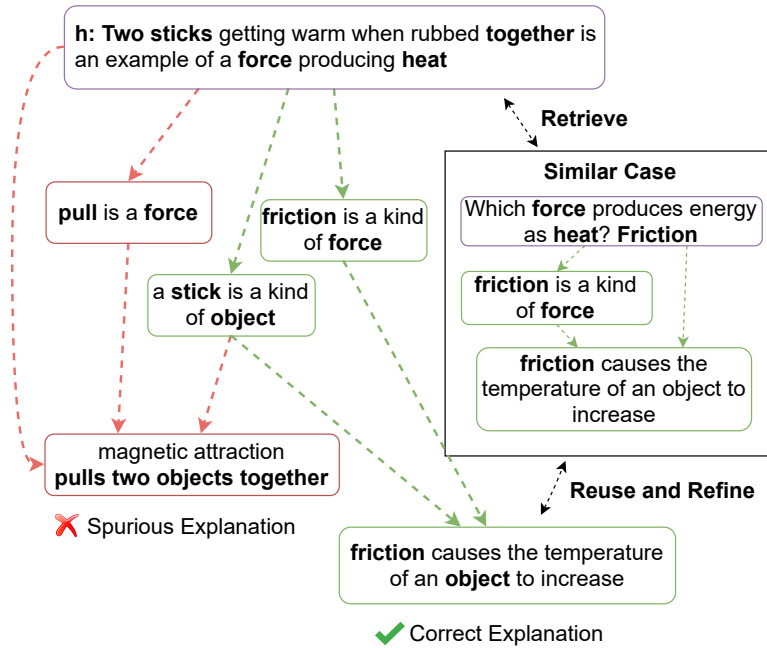 h: Two sticks getting warm when rubbed together is
an example of a force producing heat
Retrieve
Similar Case
Which force produces energy
as heat? Friction
friction is a kind
of force
friction causes the
temperature of an object to
increase
pull is a force
friction is a kind
of force
a stick is a kind
of object
magnetic attraction
pulls two objects together
Spurious Explanation
Reuse and Refine
friction causes the temperature
of an object to increase
Correct Explanation